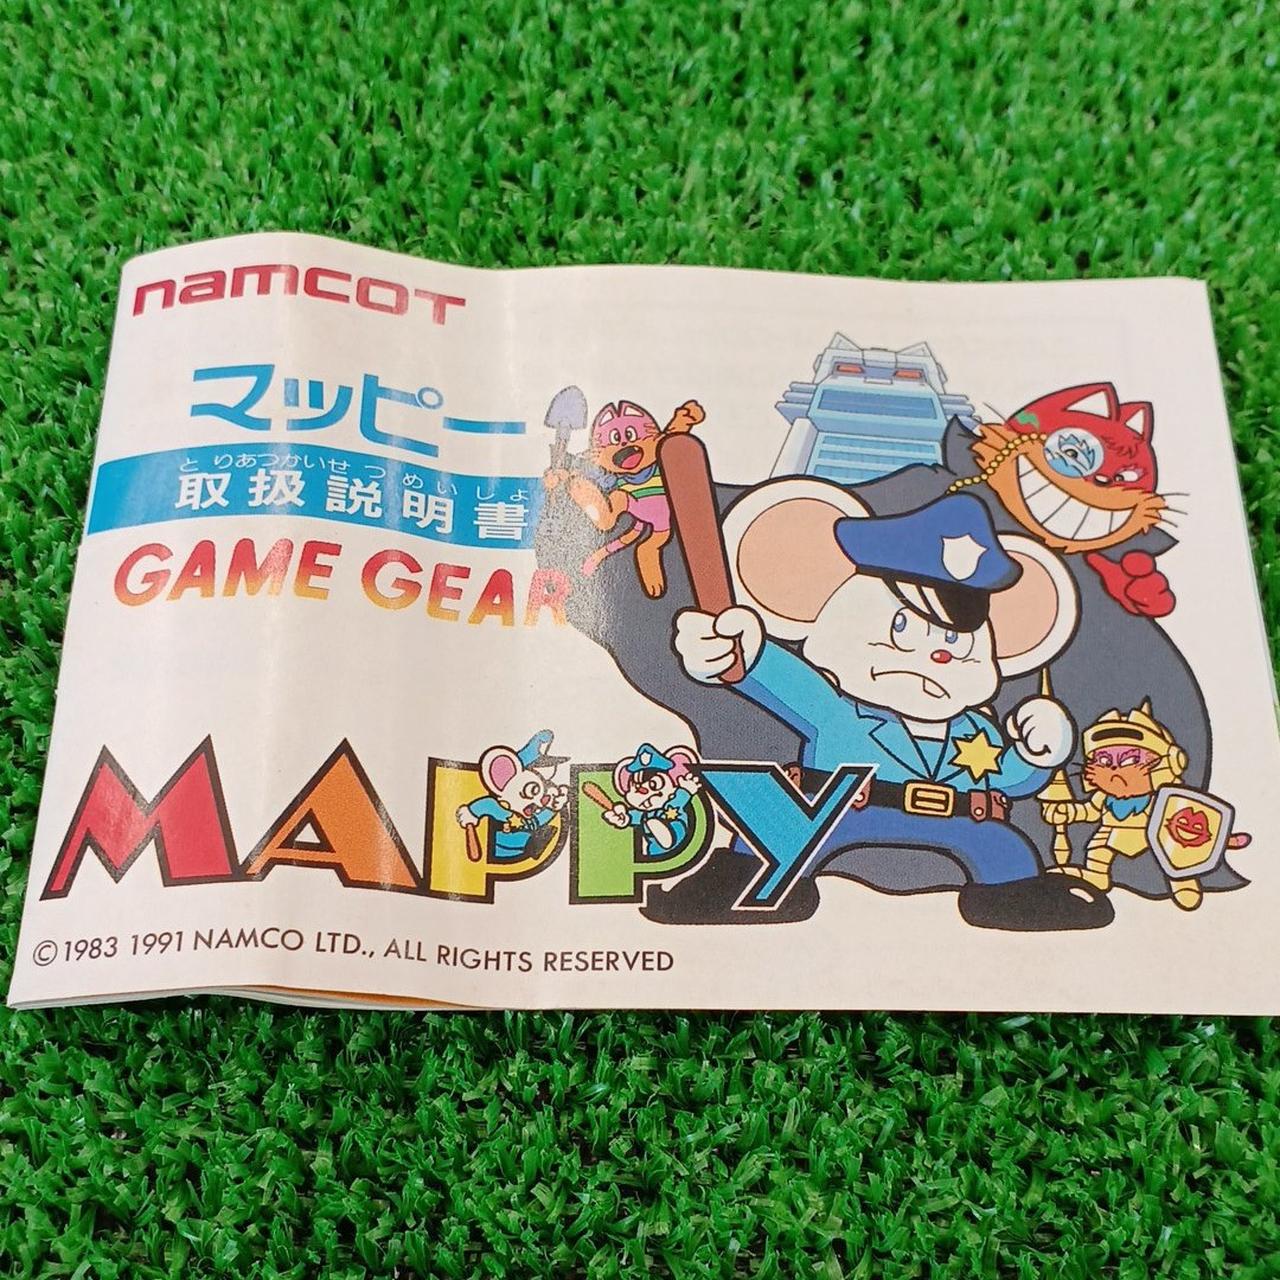 namcoT
マッピー
とりあつかいせつめいしょ
取扱説明書
GAME GEAR
MAPPY
©1983 1991 NAMCO LTD., ALL RIGHTS RESERVED